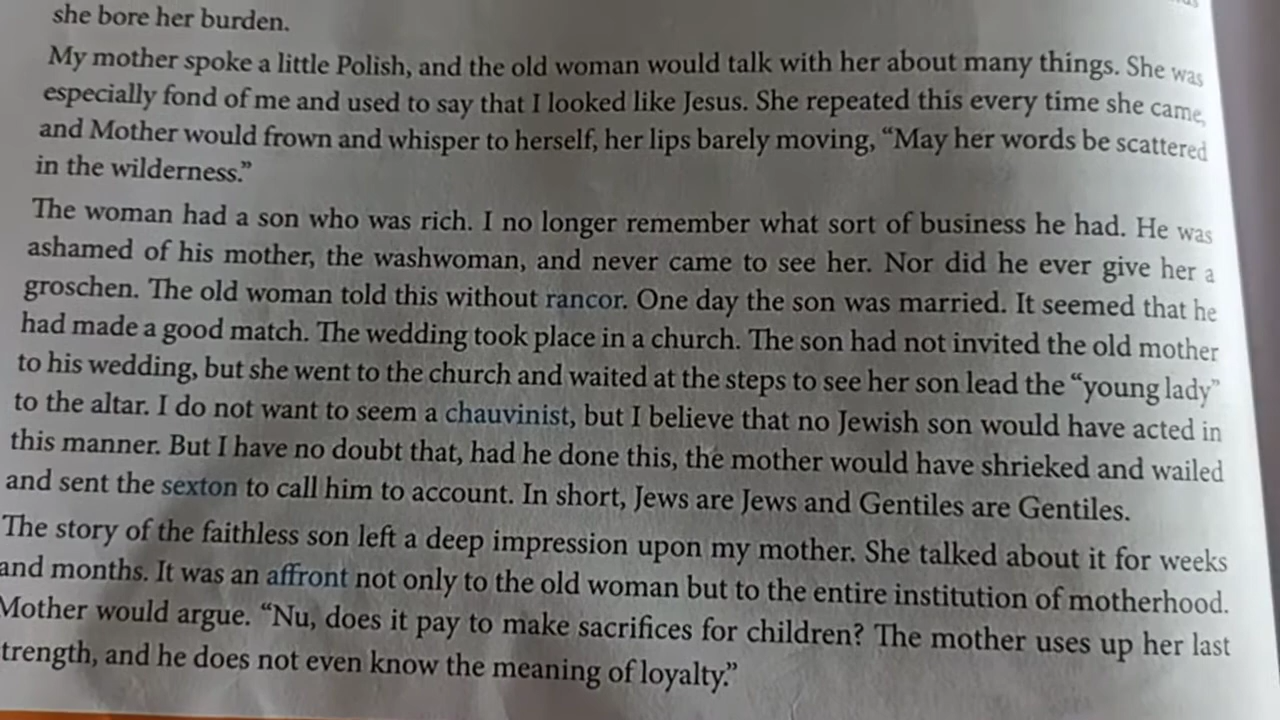 she bore her burden.
My mother spoke a little Polish, and the old woman would talk with her about many things. She was
especially fond of me and used to say that I looked like Jesus. She repeated this every time she came,
and Mother would frown and whisper to herself, her lips barely moving, “May her words be scattered
in the wilderness.”
The woman had a son who was rich. I no longer remember what sort of business he had. He was
ashamed of his mother, the washwoman, and never came to see her. Nor did he ever give her a
groschen. The old woman told this without rancor. One day the son was married. It seemed that he
had made a good match. The wedding took place in a church. The son had not invited the old mother
to his wedding, but she went to the church and waited at the steps to see her son lead the “young lady”
to the altar. I do not want to seem a chauvinist, but I believe that no Jewish son would have acted in
this manner. But I have no doubt that, had he done this, the mother would have shrieked and wailed
and sent the sexton to call him to account. In short, Jews are Jews and Gentiles are Gentiles.
The story of the faithless son left a deep impression upon my mother. She talked about it for weeks
and months. It was an affront not only to the old woman but to the entire institution of motherhood.
Mother would argue. “Nu, does it pay to make sacrifices for children? The mother uses up her last
trength, and he does not even know the meaning of loyalty.”